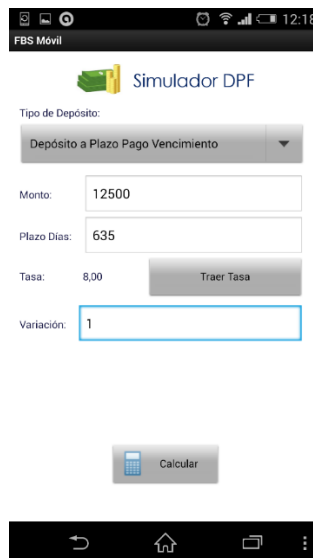 12:18
FBS Móvil
Simulador DPF
Tipo de Depósito:
Depósito a Plazo Pago Vencimiento
Monto: 12500
Plazo Días: 635
Tasa: 8,00 Traer Tasa
Variación: 1
Calcular